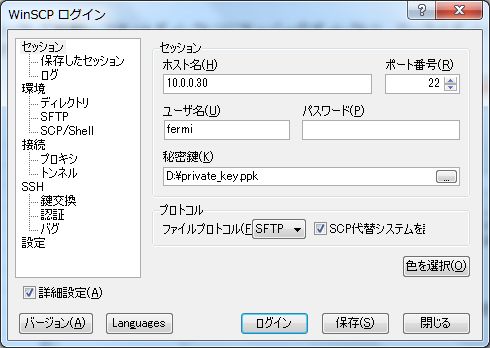 WinSCP ログイン
セッション
保存したセッション
ログ
環境
ディレクトリ
SFTP
SCP/Shell
接続
プロキシ
トンネル
SSH
鍵交換
認証
バグ
設定
セッション
ホスト名(H)
ポート番号(R)
10.0.0.30
22
ユーザ名(U)
パスワード(P)
fermi
秘密鍵(K)
D:¥private_key.ppk
...
プロトコル
ファイルプロトコル(F
SFTP
SCP代替システムを
色を選択(O)
詳細設定(A)
バージョン(A)
Languages
ログイン
保存(S)
閉じる